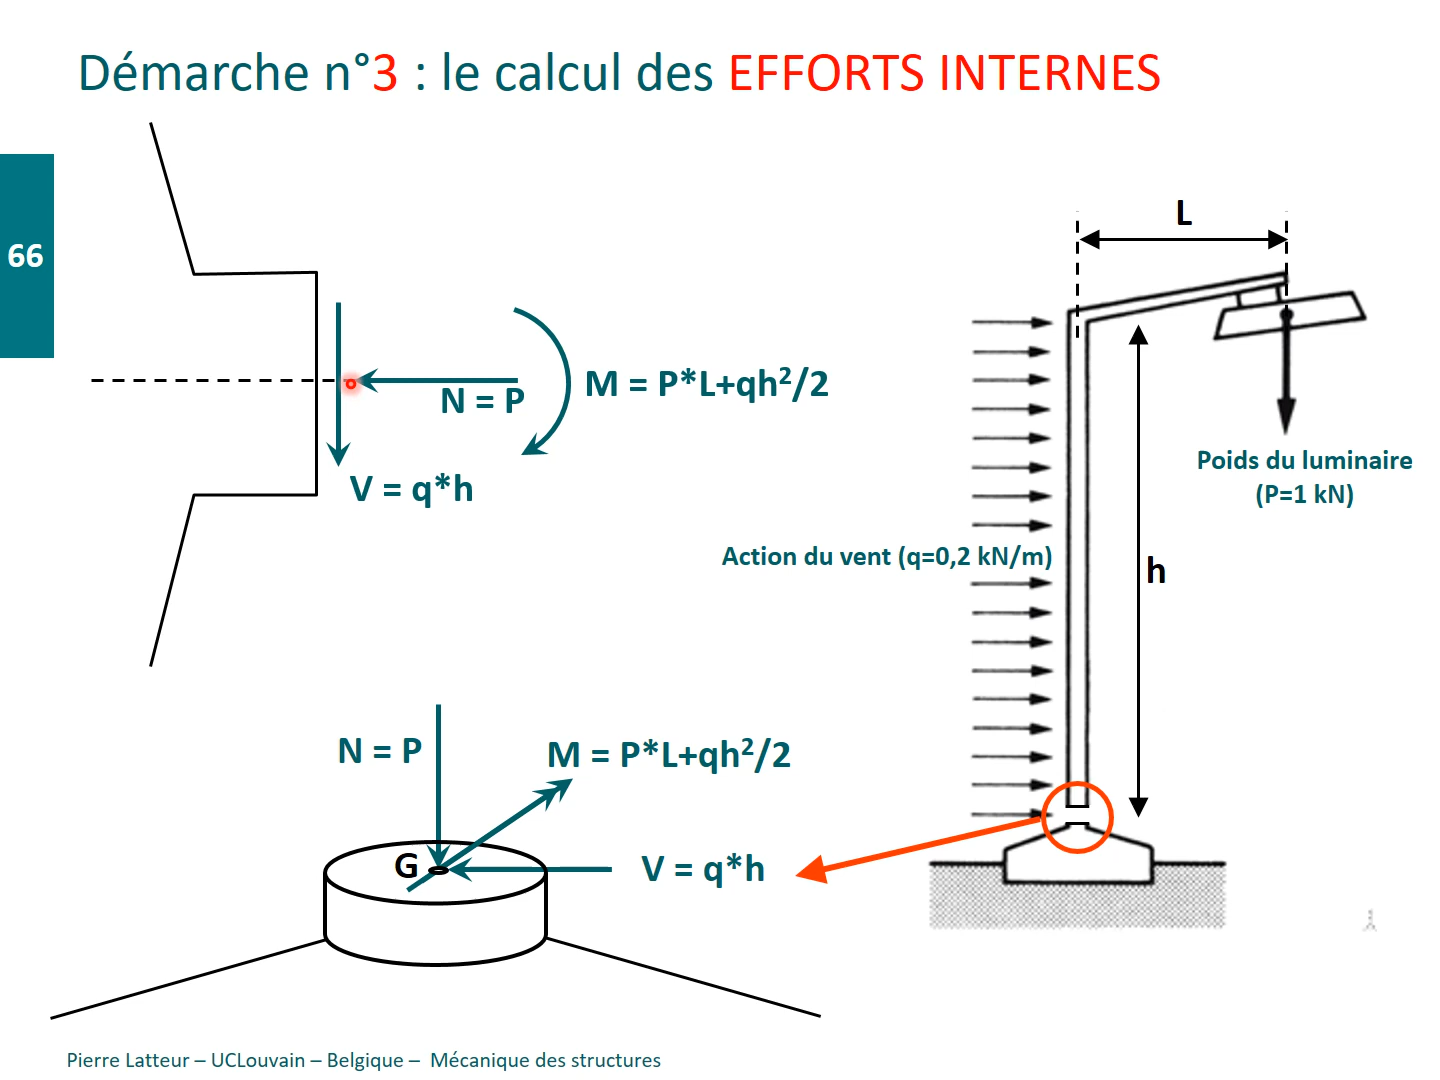 Démarche n°3 : le calcul des EFFORTS INTERNES
66
L
N = P
M = P*L+qh²/2
V = q*h
Poids du luminaire
(P=1 kN)
Action du vent (q=0,2 kN/m)
h
N = P
M = P*L+qh²/2
G
V = q*h
Pierre Latteur – UCLouvain – Belgique – Mécanique des structures